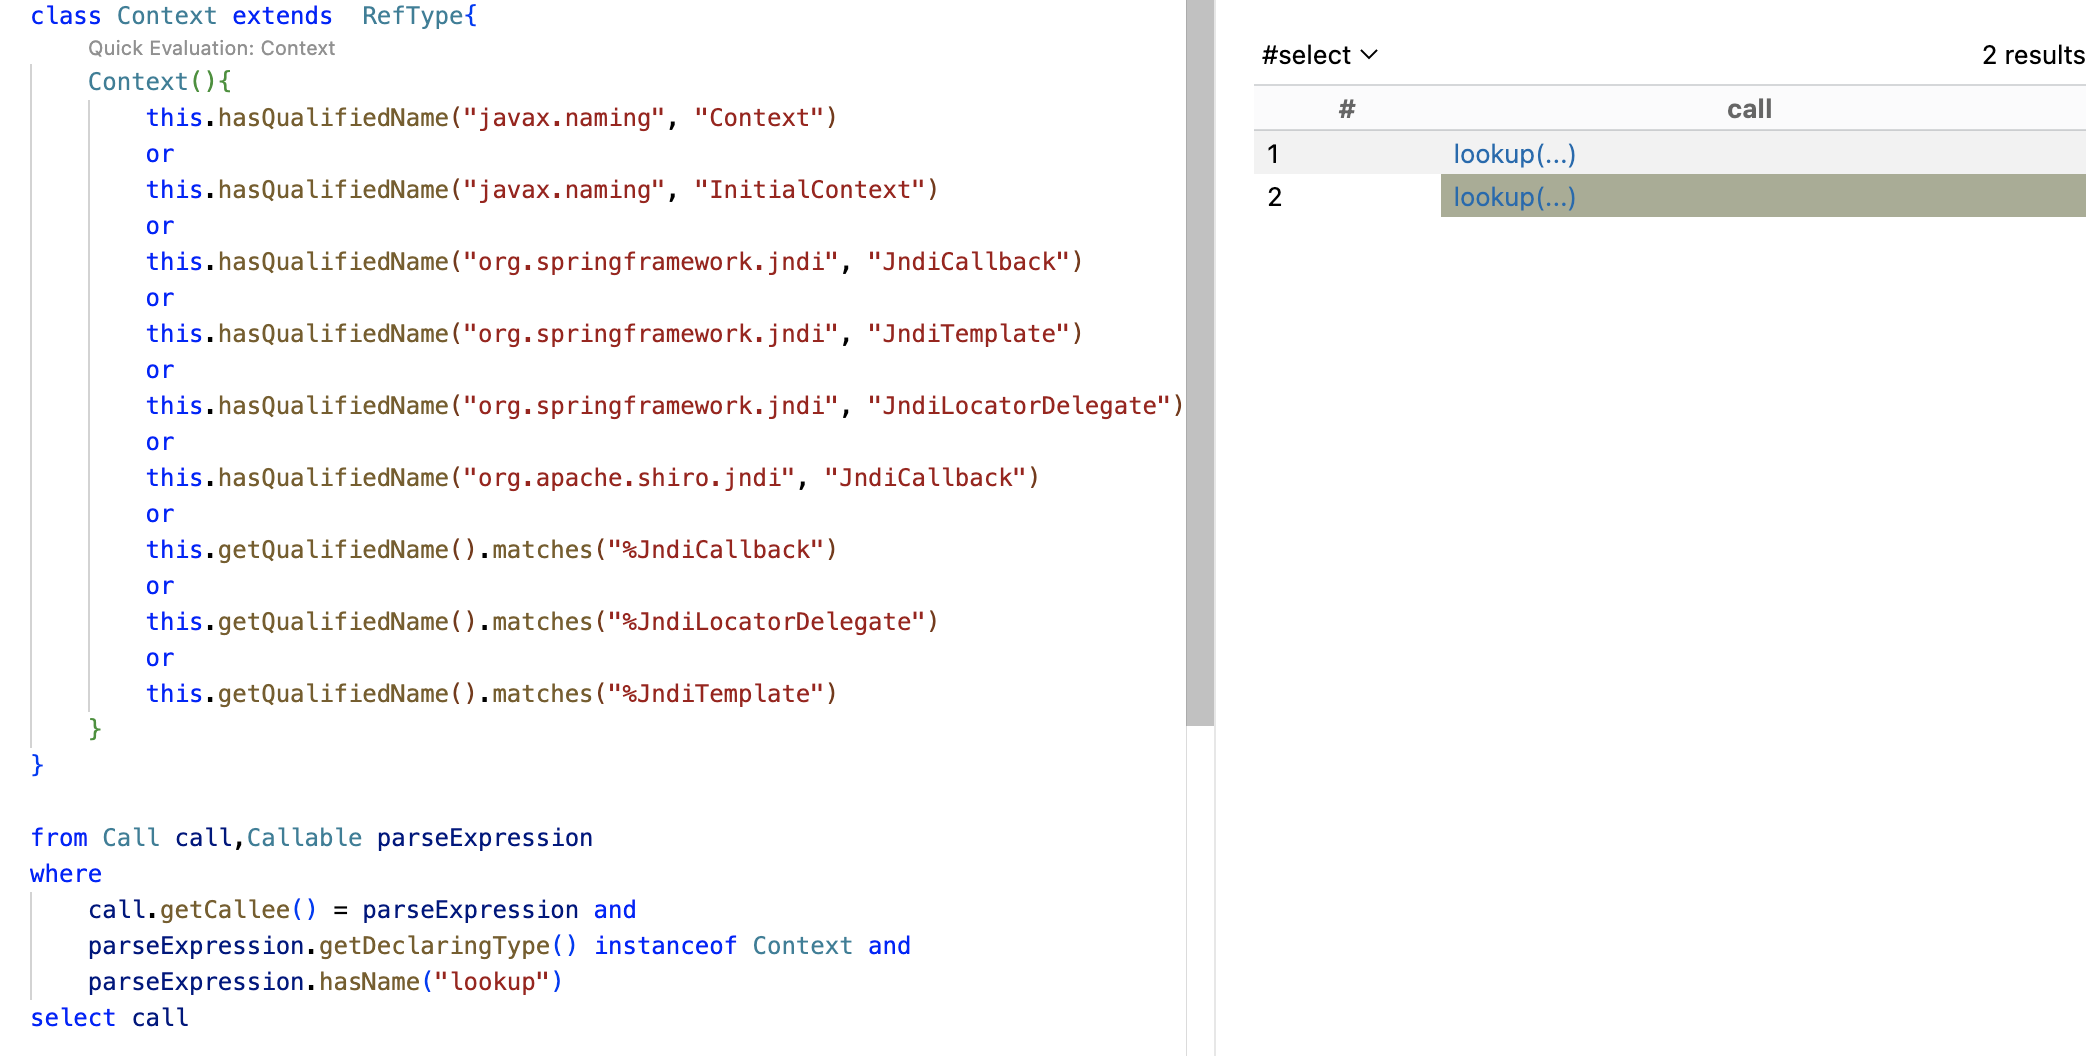 class Context extends  RefType{
Quick Evaluation: Context
Context(){
this.hasQualifiedName("javax.naming", "Context")
or
this.hasQualifiedName("javax.naming", "InitialContext")
or
this.hasQualifiedName("org.springframework.jndi", "JndiCallback")
or
this.hasQualifiedName("org.springframework.jndi", "JndiTemplate")
or
this.hasQualifiedName("org.springframework.jndi", "JndiLocatorDelegate")
or
this.hasQualifiedName("org.apache.shiro.jndi", "JndiCallback")
or
this.getQualifiedName().matches("%JndiCallback")
or
this.getQualifiedName().matches("%JndiLocatorDelegate")
or
this.getQualifiedName().matches("%JndiTemplate")
}
}
from Call call,Callable parseExpression
where
call.getCallee() = parseExpression and
parseExpression.getDeclaringType() instanceof Context and
parseExpression.hasName("lookup")
select call
#select 2 results
# call
1 lookup(...)
2 lookup(...)